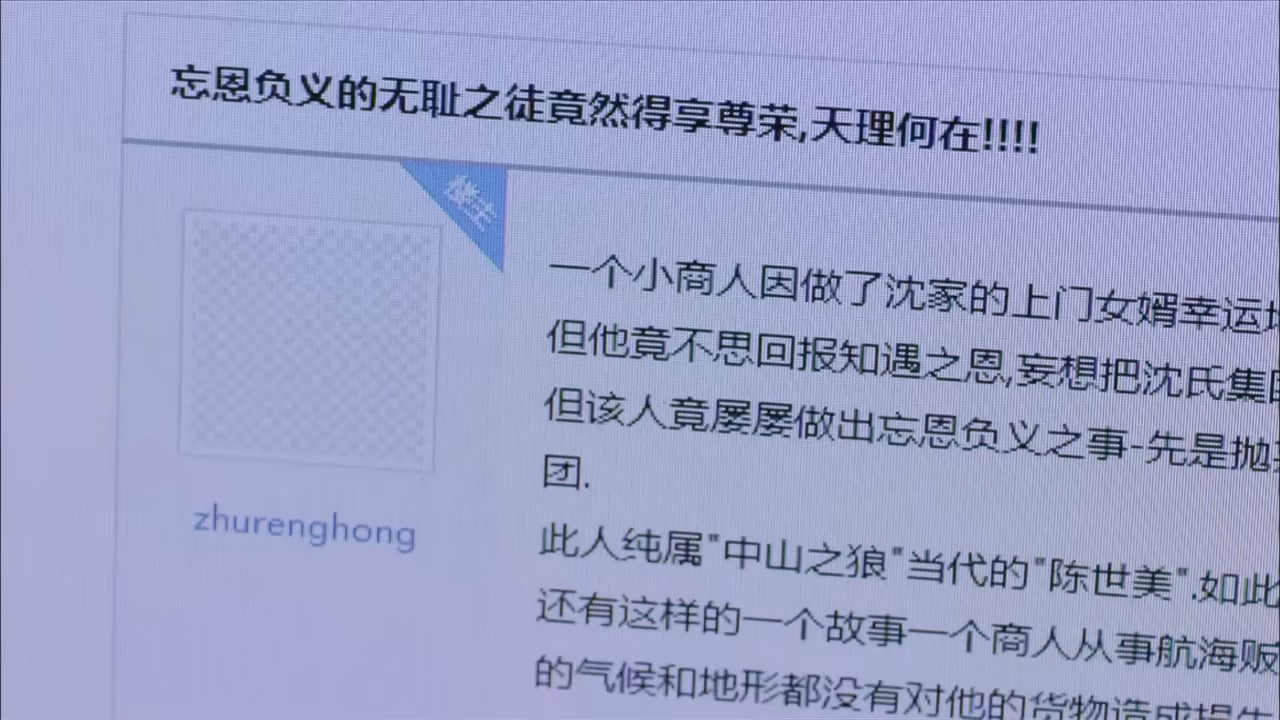 忘恩负义的无耻之徒竟然得享尊荣,天理何在!!!!
楼主
一个小商人因做了沈家的上门女婿幸运
但他竟不思回报知遇之恩,妄想把沈氏集
但该人竟屡屡做出忘恩负义之事-先是抛
团.
zhurenghong
此人纯属"中山之狼"当代的"陈世美".如此
还有这样的一个故事一个商人从事航海贩
的气候和地形都没有对他的货物造成损